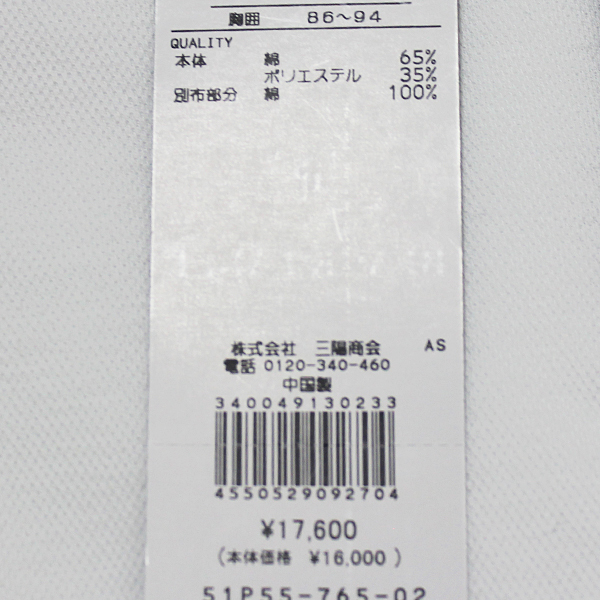 胸囲 86～94
QUALITY
本体 綿 65%
ポリエステル 35%
別布部分 綿 100%
株式会社 三陽商会 AS
電話 0120-340-460
中国製
340049130233
4550529092704
¥17,600
(本体価格 ¥16,000)
51P55-765-02